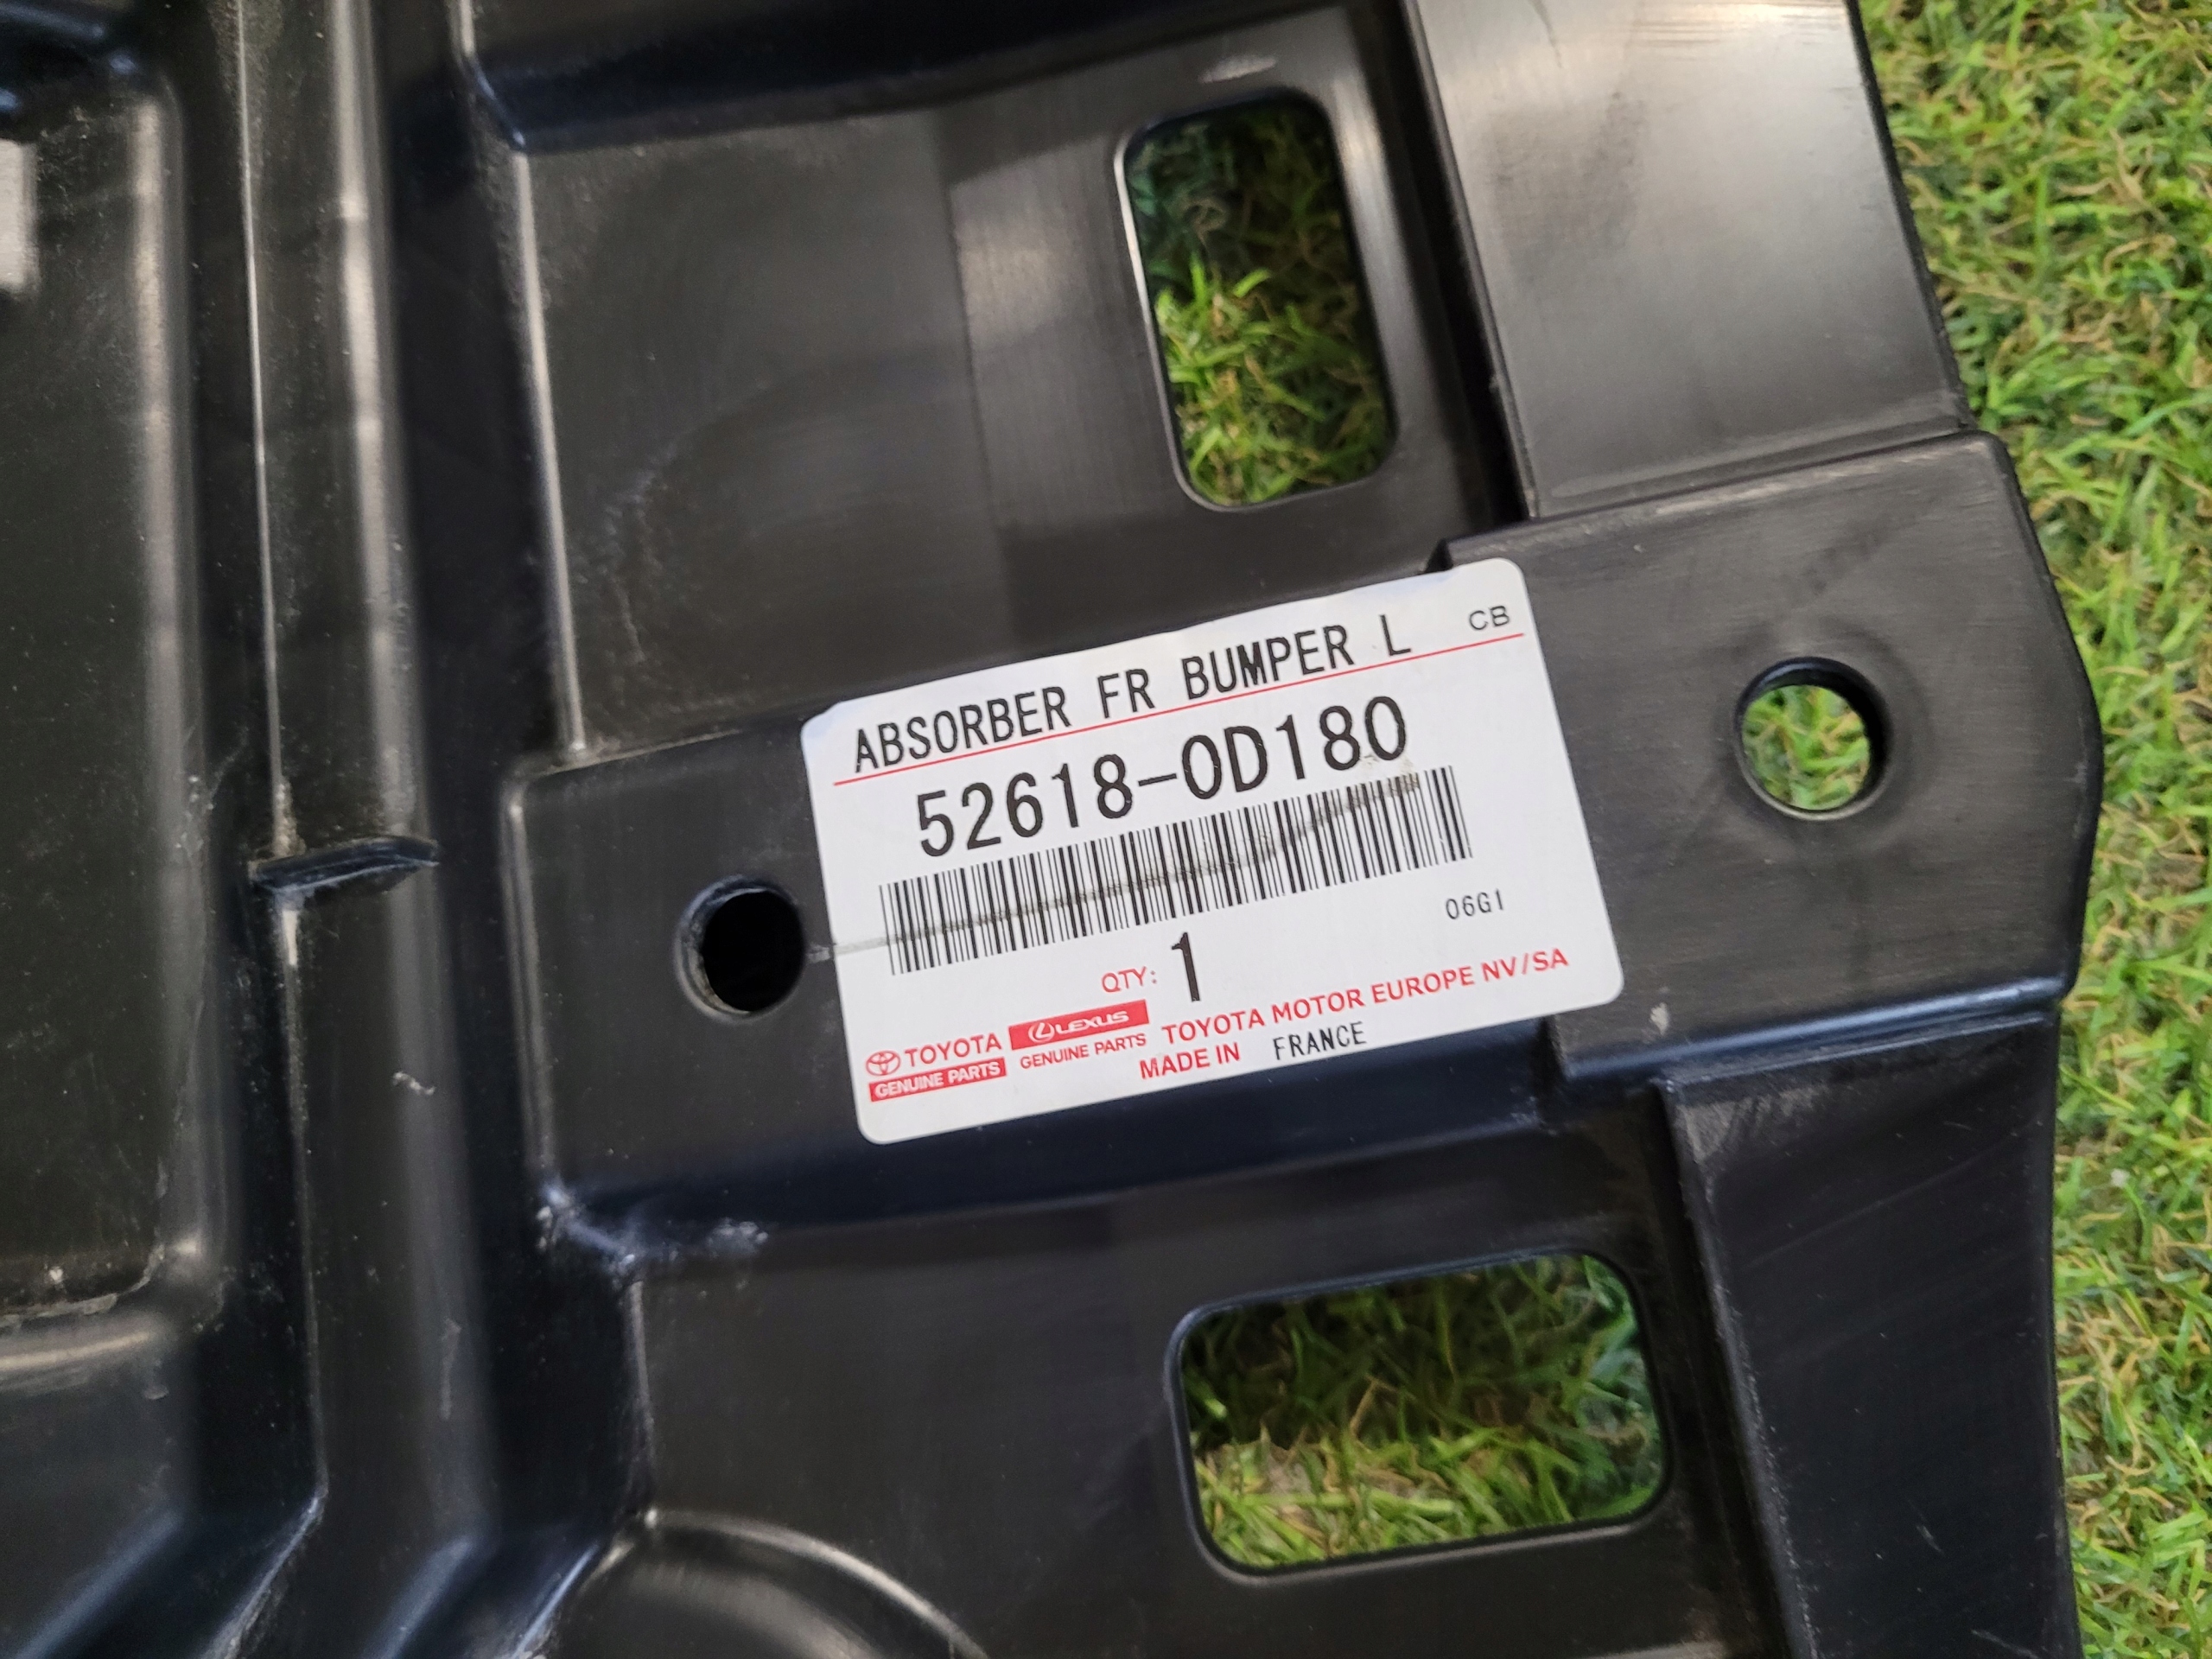 ABSORBER FR BUMPER L CB
52618-0D180
06G1
QTY: 1
TOYOTA LEXUS TOYOTA MOTOR EUROPE NV/SA
GENUINE PARTS GENUINE PARTS MADE IN FRANCE